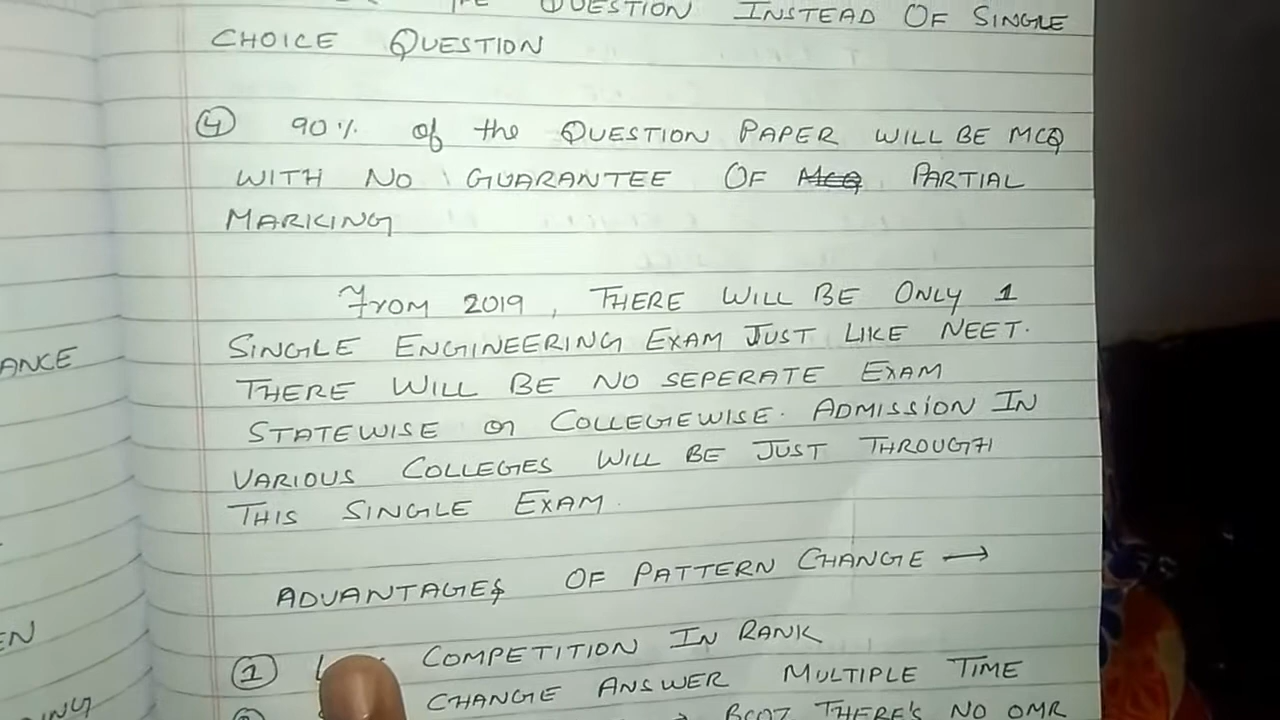 QUESTION INSTEAD OF SINGLE
CHOICE QUESTION
④ 90% of the QUESTION PAPER WILL BE MCQ
WITH NO GUARANTEE OF MCQ PARTIAL
MARKING
From 2019, THERE WILL BE ONLY 1
SINGLE ENGINEERING EXAM JUST LIKE NEET.
THERE WILL BE NO SEPERATE EXAM
STATEWISE or COLLEGEWISE. ADMISSION IN
VARIOUS COLLEGES WILL BE JUST THROUGH
THIS SINGLE EXAM.
ADVANTAGES OF PATTERN CHANGE →
① COMPETITION IN RANK
CHANGE ANSWER MULTIPLE TIME
→ BCOZ THERE'S NO OMR
ANCE
EN
ING